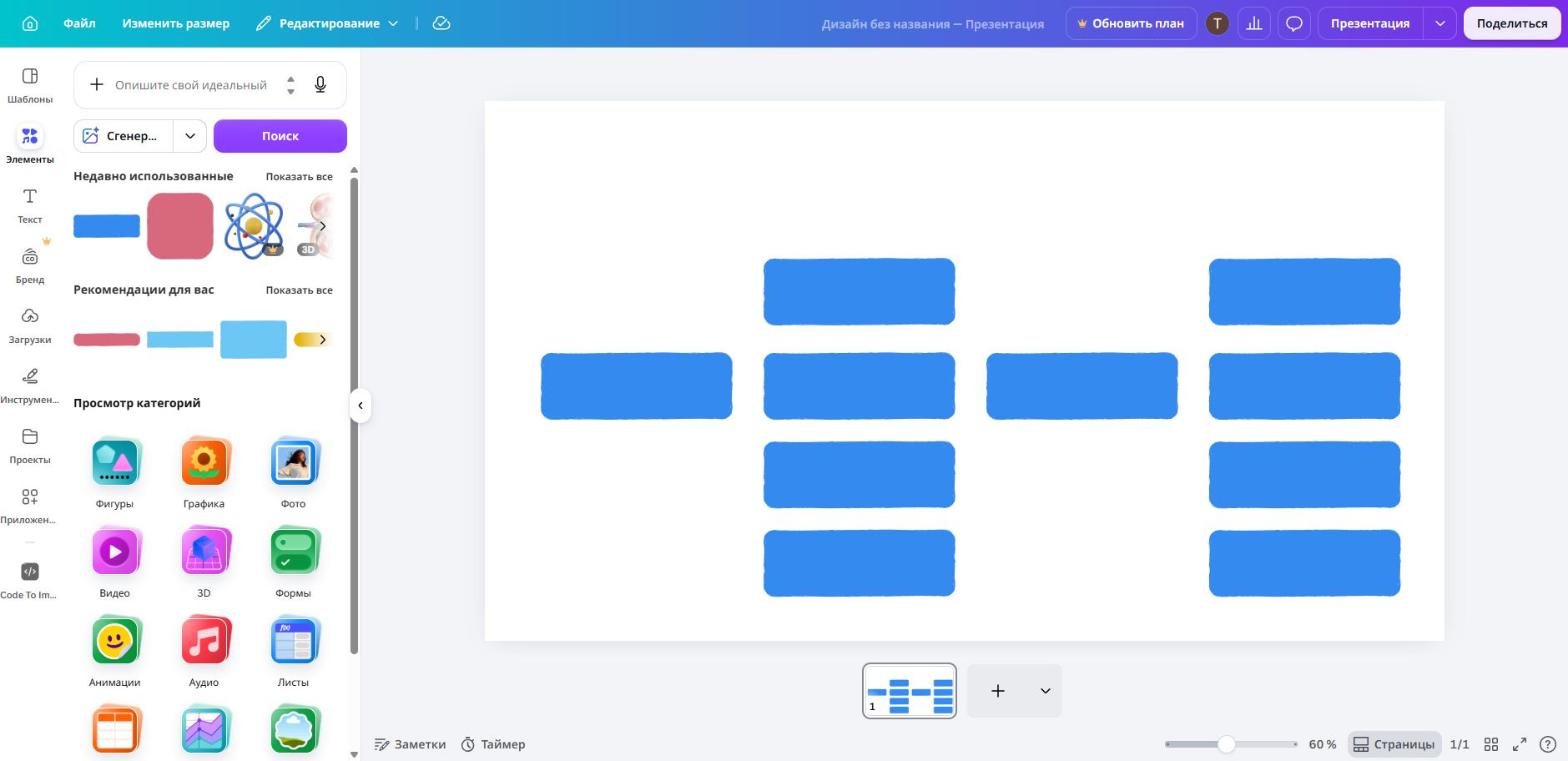 Файл
Изменить размер
Редактирование
Дизайн без названия — Презентация
Обновить план
T
Презентация
Поделиться
Шаблоны
Элементы
Текст
Бренд
Загрузки
Инструмен...
Проекты
Приложен...
Code To Im...
Опишите свой идеальный
Сгенер...
Поиск
Недавно использованные
Показать все
3D
Рекомендации для вас
Показать все
Просмотр категорий
Фигуры
Графика
Фото
Видео
3D
Формы
Анимации
Аудио
f(x)
Листы
1
Заметки
Таймер
60 %
Страницы
1/1